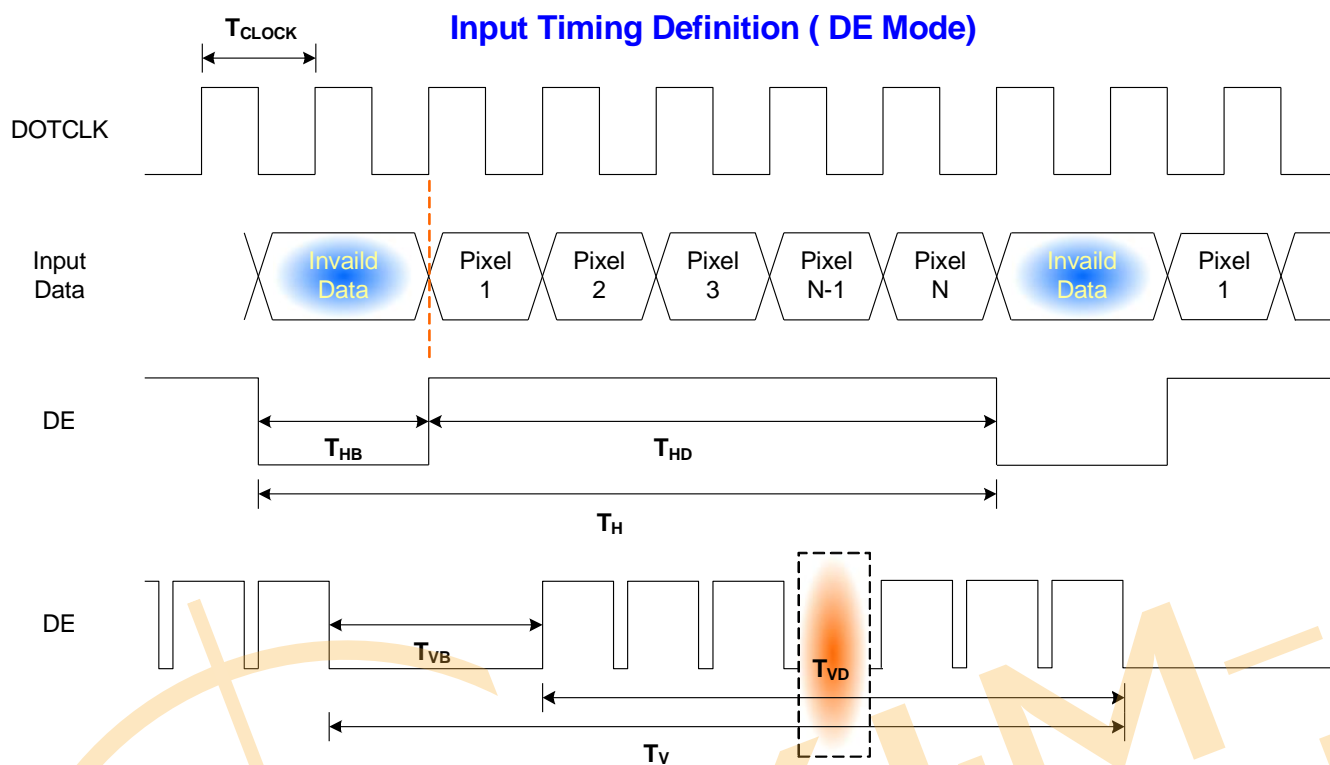 Input Timing Definition ( DE Mode)
TCLOCK
DOTCLK
Input
Data
Invaild
Data
Pixel
1
Pixel
2
Pixel
3
Pixel
N-1
Pixel
N
Invaild
Data
Pixel
1
DE
THB
THD
TH
DE
TVB
TVD
TV